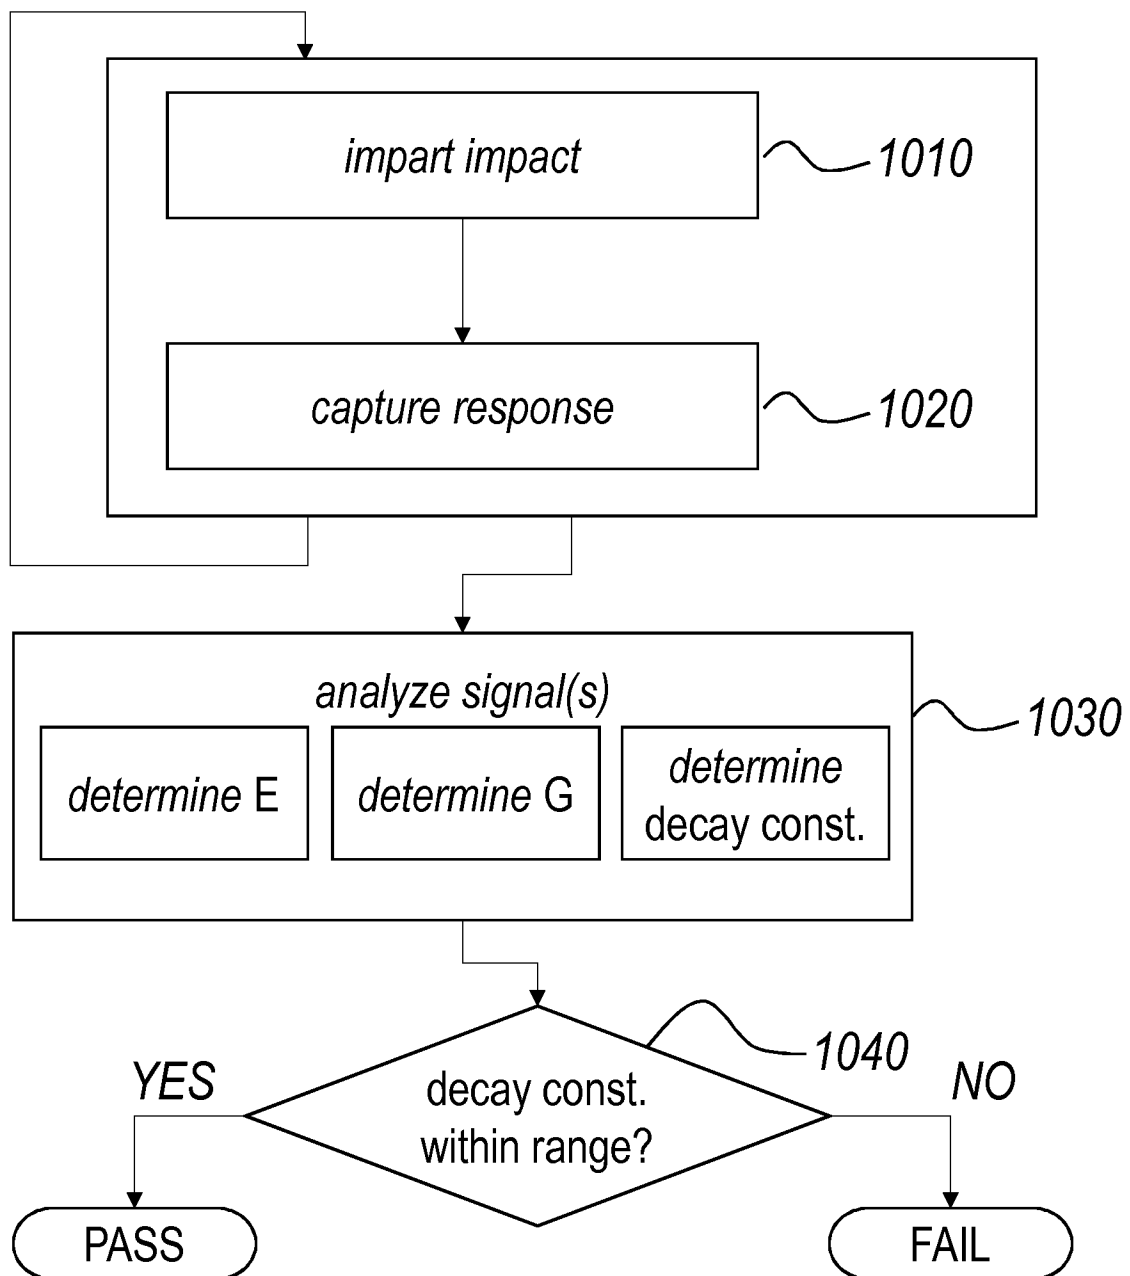 impart impact
1010
capture response
1020
analyze signal(s)
1030
determine E
determine G
determine
decay const.
1040
YES
NO
decay const.
within range?
PASS
FAIL